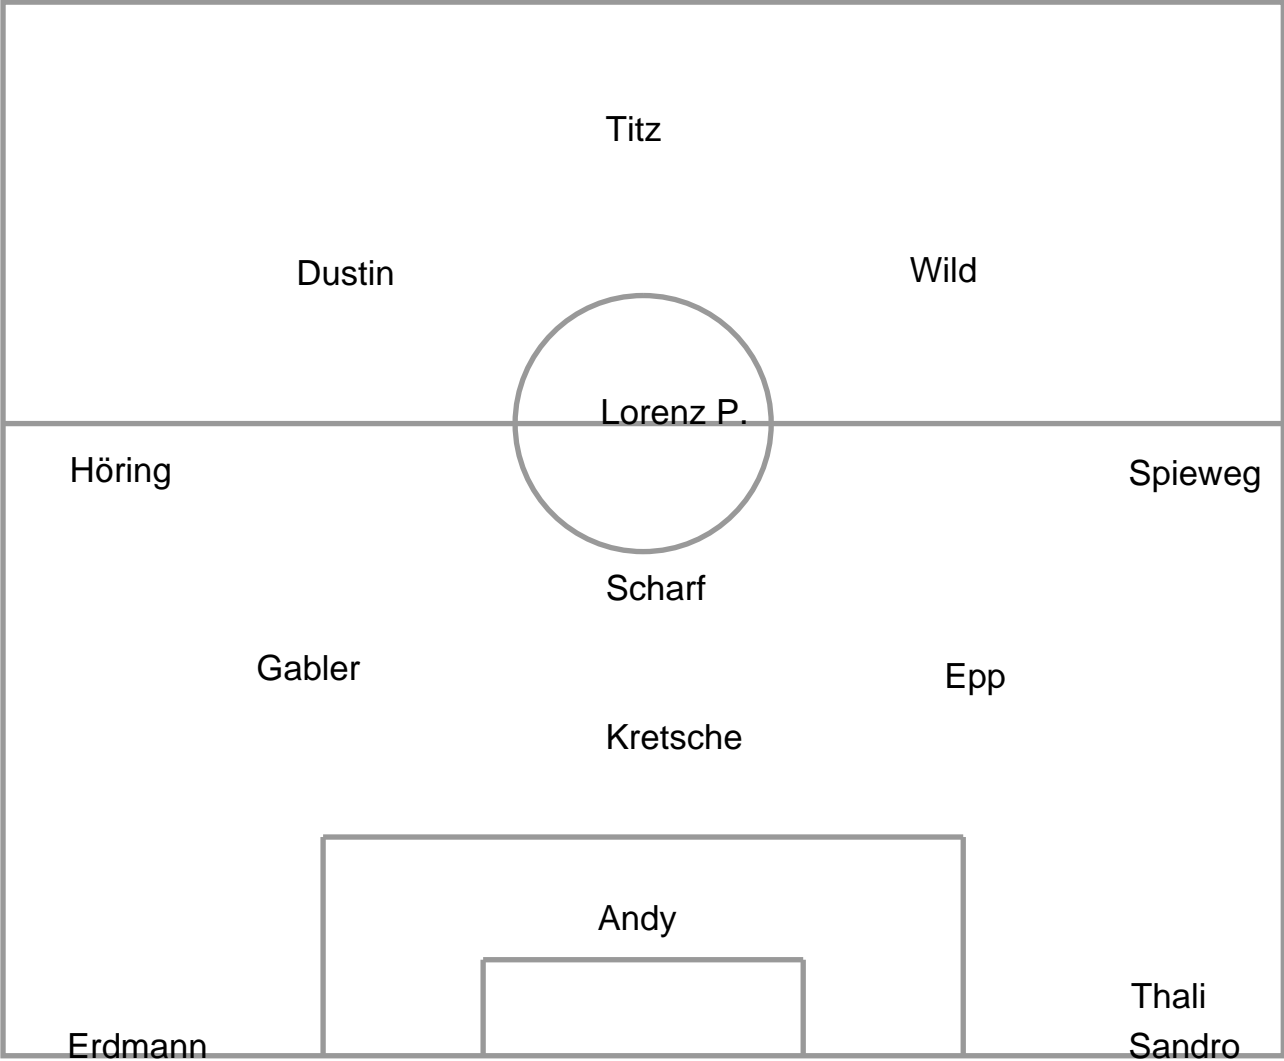 Titz
Dustin
Wild
Lorenz P.
Höring
Spieweg
Scharf
Gabler
Epp
Kretsche
Andy
Thali
Erdmann
Sandro